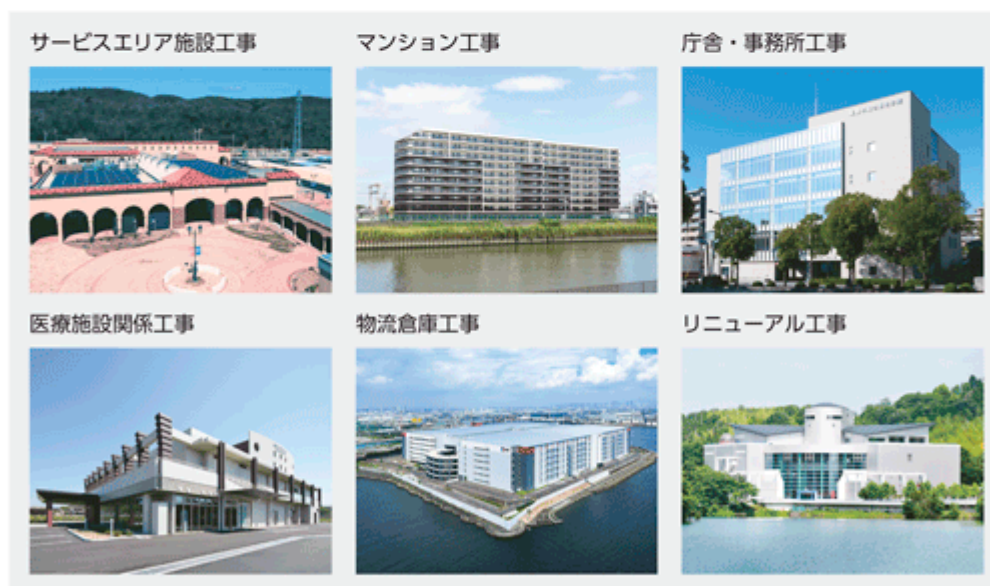 サービスエリア施設工事
マンション工事
庁舎・事務所工事
医療施設関係工事
物流倉庫工事
リニューアル工事